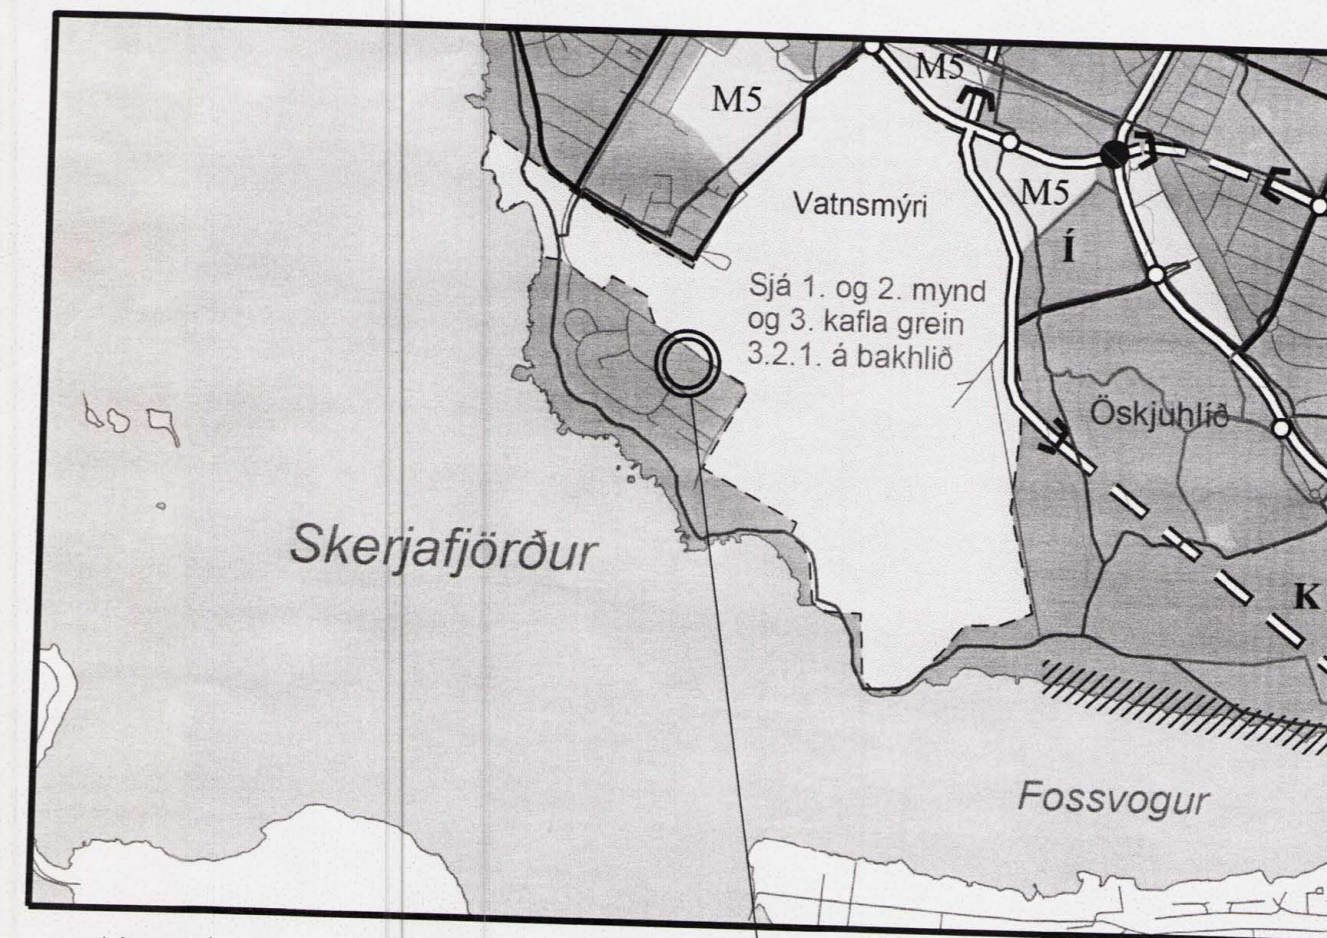 M5
M5
M5
Vatnsmýri
Í
Sjá 1. og 2. mynd
og 3. kafla grein
3.2.1. á bakhlið
Öskjuhlíð
Skerjafjörður
K
Fossvogur